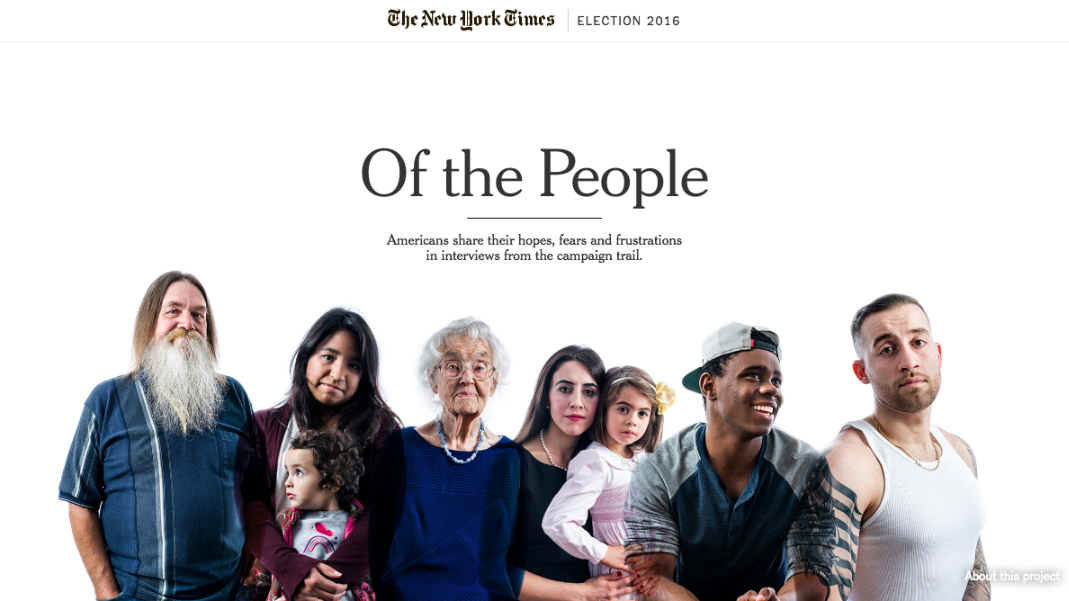 The New York Times | ELECTION 2016
Of the People
Americans share their hopes, fears and frustrations
in interviews from the campaign trail.
About this project